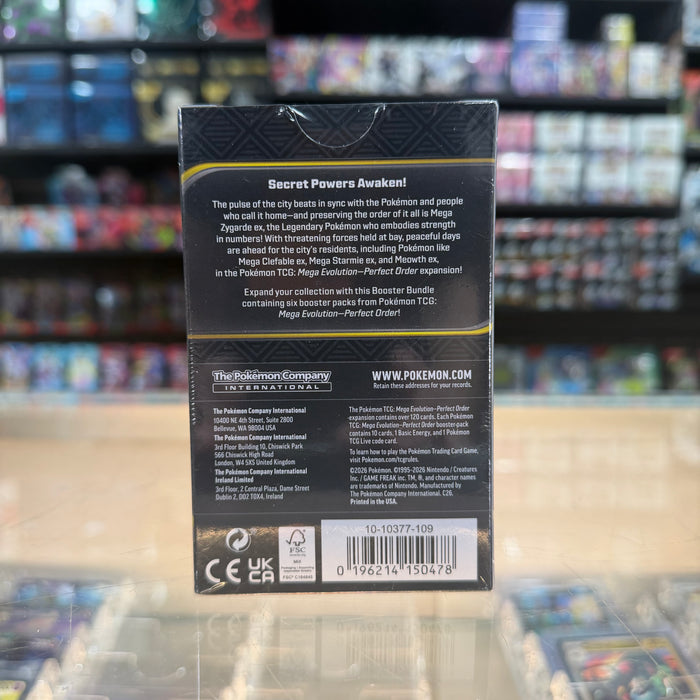 Secret Powers Awaken!
The pulse of the city beats in sync with the Pokémon and people
who call it home—and preserving the order of it all is Mega
Zygarde ex, the Legendary Pokémon who embodies strength
in numbers! With threatening forces held at bay, peaceful days
are ahead for the city's residents, including Pokémon like
Mega Clefable ex, Mega Starmie ex, and Meowth ex,
in the Pokémon TCG: Mega Evolution—Perfect Order expansion!
Expand your collection with this Booster Bundle
containing six booster packs from Pokémon TCG:
Mega Evolution—Perfect Order!
The Pokémon Company
INTERNATIONAL
WWW.POKEMON.COM
Retain these addresses for your records.
The Pokémon Company International
10400 NE 4th Street, Suite 2800
Bellevue, WA 98004 USA
The Pokémon Company International
3rd Floor Building 10, Chiswick Park
566 Chiswick High Road
London, W4 5XS United Kingdom
The Pokémon Company International
Ireland Limited
3rd Floor, 2 Central Plaza, Dame Street
Dublin 2, D02 T0X4, Ireland
The Pokémon TCG: Mega Evolution—Perfect Order
expansion contains over 120 cards. Each Pokémon
TCG: Mega Evolution—Perfect Order booster pack
contains 10 cards, 1 Basic Energy, and 1 Pokémon
TCG Live code card.
To learn how to play the Pokémon Trading Card Game,
visit Pokemon.com/tcgrules.
©2026 Pokémon. ©1995-2026 Nintendo / Creatures
Inc. / GAME FREAK inc. TM, ®, and character names
are trademarks of Nintendo. Manufactured by
The Pokémon Company International. C26.
Printed in the USA.
CE
UK
CA
FSC
MIX
10-10377-109
0 196214 150478